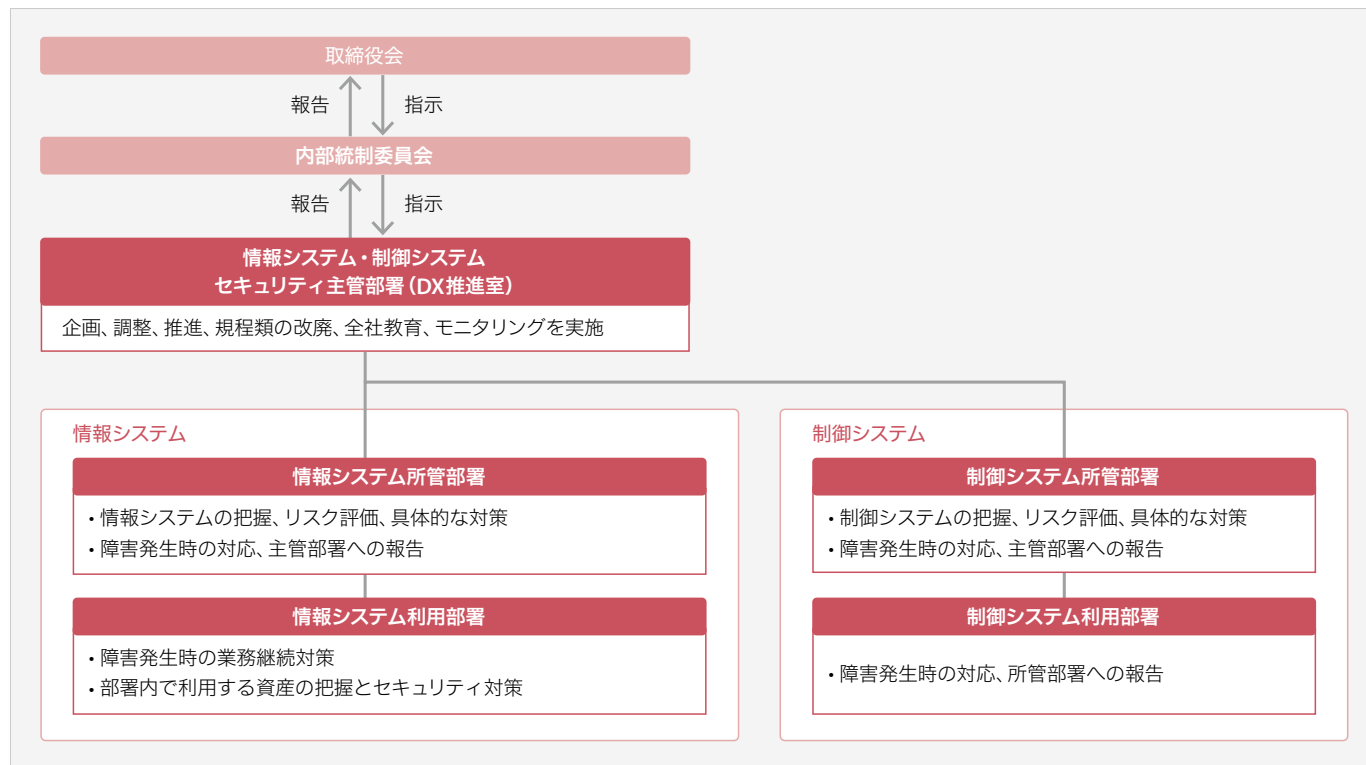 取締役会
報告 指示
内部統制委員会
報告 指示
情報システム・制御システム
セキュリティ主管部署（DX推進室）
企画、調整、推進、規程類の改廃、全社教育、モニタリングを実施
情報システム
情報システム所管部署
・情報システムの把握、リスク評価、具体的な対策
・障害発生時の対応、主管部署への報告
情報システム利用部署
・障害発生時の業務継続対策
・部署内で利用する資産の把握とセキュリティ対策
制御システム
制御システム所管部署
・制御システムの把握、リスク評価、具体的な対策
・障害発生時の対応、主管部署への報告
制御システム利用部署
・障害発生時の対応、所管部署への報告